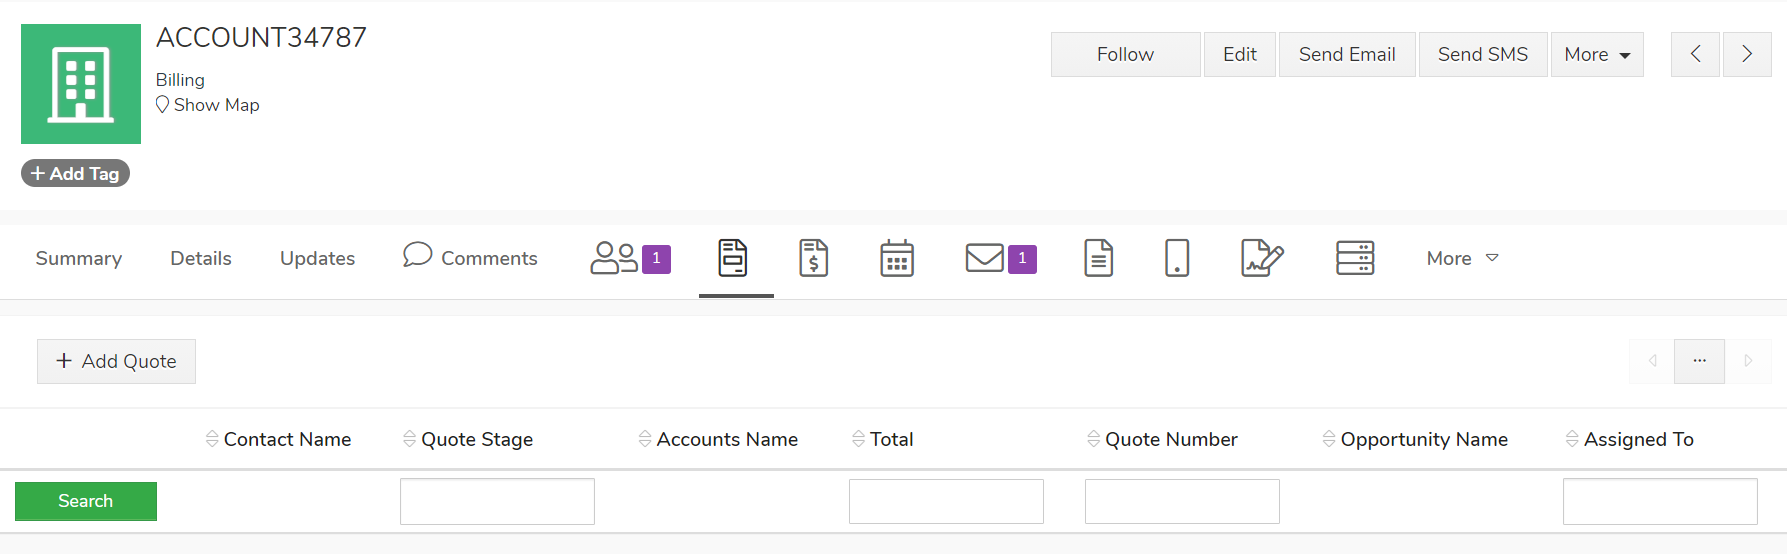 ACCOUNT34787
Billing
Show Map
+ Add Tag
Follow
Edit
Send Email
Send SMS
More
Summary
Details
Updates
Comments
1
1
More
+ Add Quote
...
Contact Name
Quote Stage
Accounts Name
Total
Quote Number
Opportunity Name
Assigned To
Search